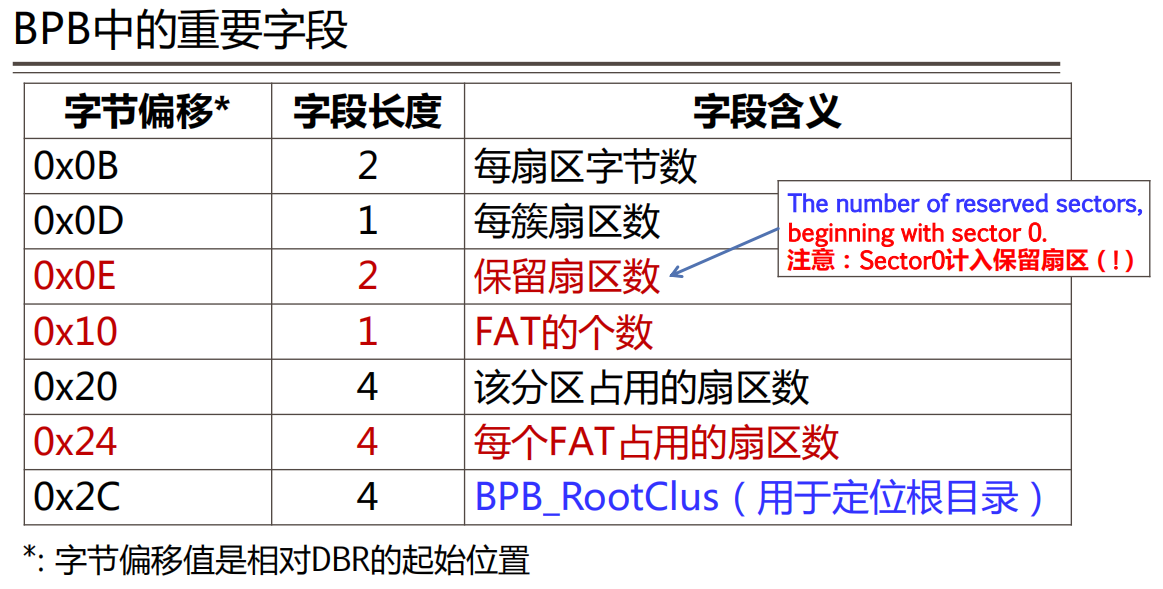 BPB中的重要字段
字节偏移* 字段长度 字段含义
0x0B 2 每扇区字节数
0x0D 1 每簇扇区数
0x0E 2 保留扇区数
0x10 1 FAT的个数
0x20 4 该分区占用的扇区数
0x24 4 每个FAT占用的扇区数
0x2C 4 BPB_RootClus（用于定位根目录）
The number of reserved sectors,
beginning with sector 0.
注意：Sector0计入保留扇区（!）
*: 字节偏移值是相对DBR的起始位置